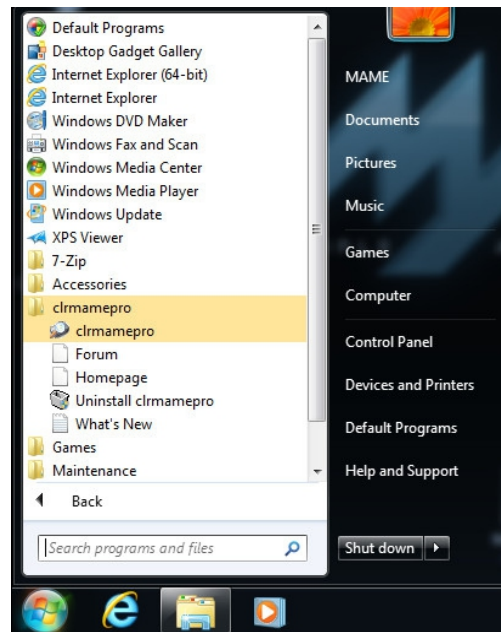 Default Programs
Desktop Gadget Gallery
Internet Explorer (64-bit)
Internet Explorer
Windows DVD Maker
Windows Fax and Scan
Windows Media Center
Windows Media Player
Windows Update
XPS Viewer
7-Zip
Accessories
clrmamepro
clrmamepro
Forum
Homepage
Uninstall clrmamepro
What's New
Games
Maintenance
Back
Search programs and files
MAME
Documents
Pictures
Music
Games
Computer
Control Panel
Devices and Printers
Default Programs
Help and Support
Shut down